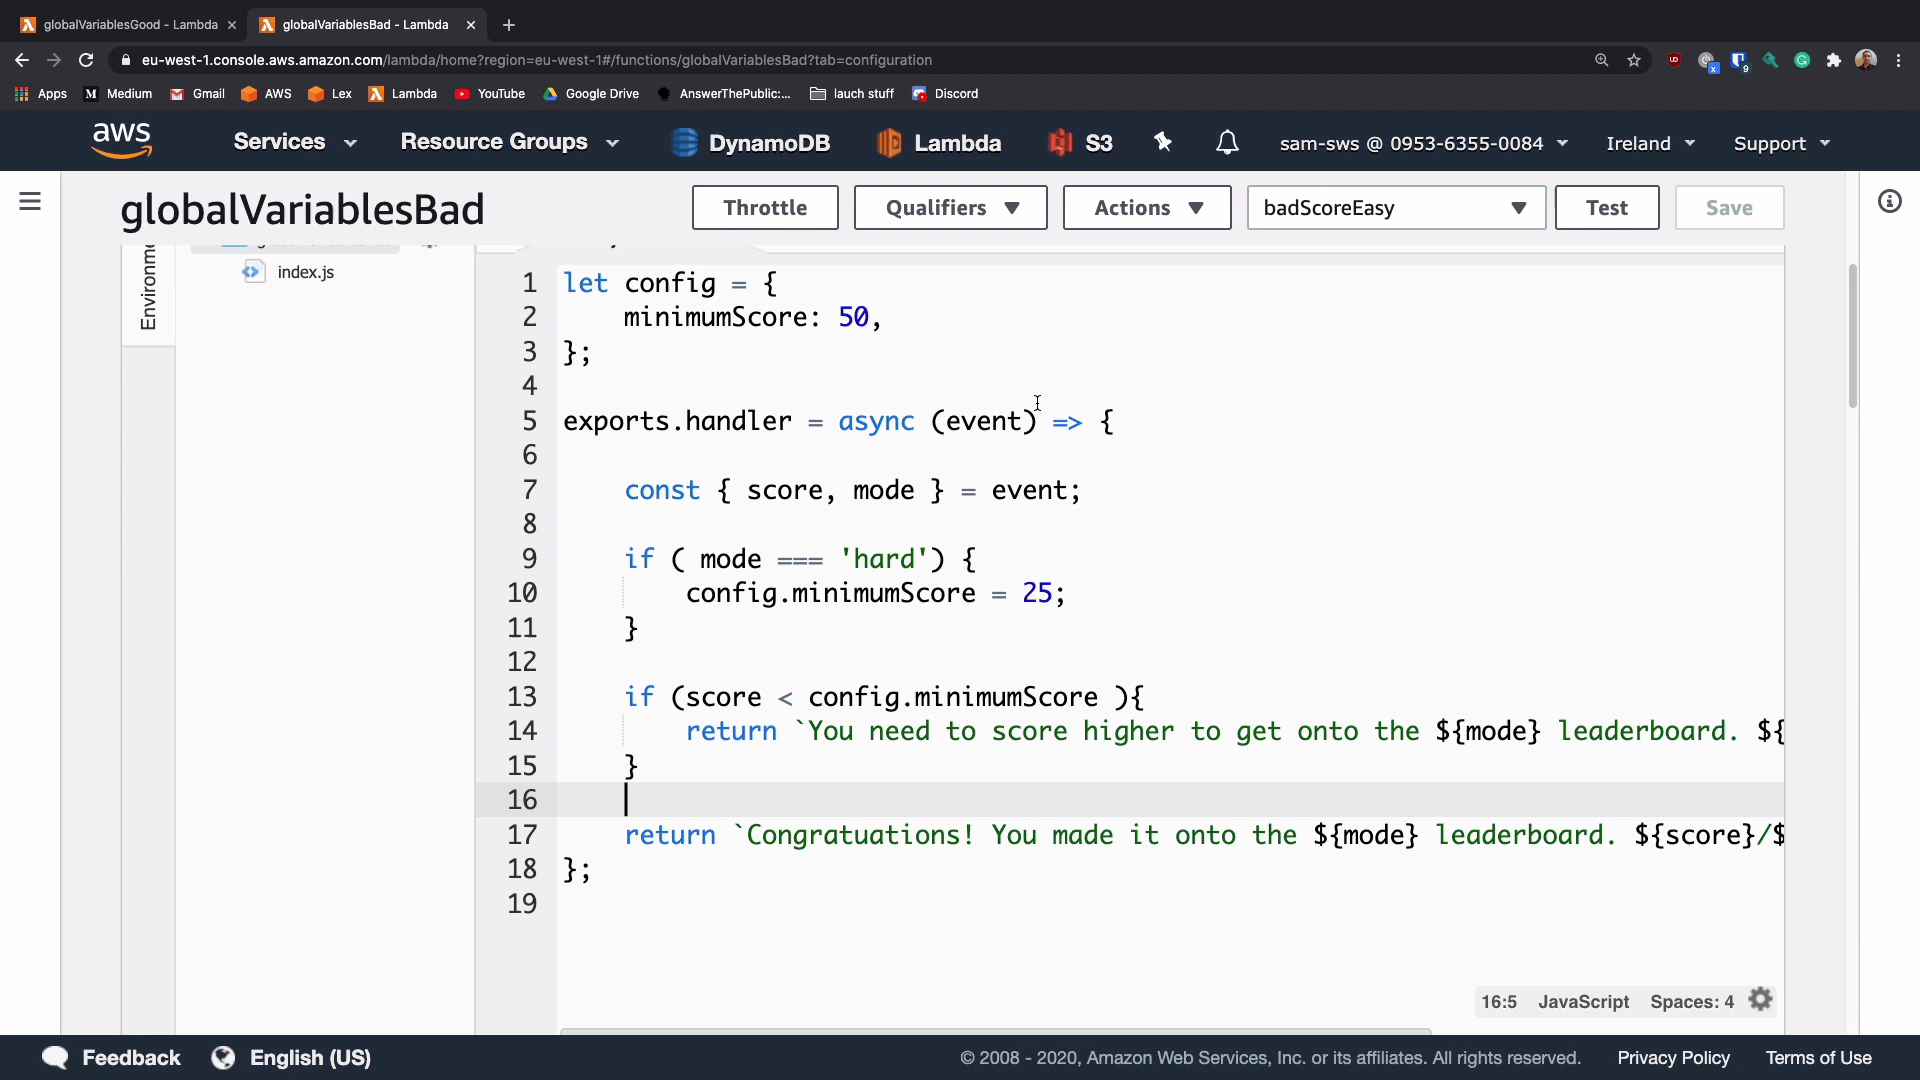 globalVariablesGood - Lambda
globalVariablesBad - Lambda
eu-west-1.console.aws.amazon.com/lambda/home?region=eu-west-1#/functions/globalVariablesBad?tab=configuration
Apps Medium Gmail AWS Lex Lambda YouTube Google Drive AnswerThePublic:... lauch stuff Discord
aws Services Resource Groups DynamoDB Lambda S3 sam-sws @ 0953-6355-0084 Ireland Support
globalVariablesBad Throttle Qualifiers Actions badScoreEasy Test Save
Environme
index.js
1 let config = {
2 minimumScore: 50,
3 };
4
5 exports.handler = async (event) => {
6
7 const { score, mode } = event;
8
9 if ( mode === 'hard') {
10 config.minimumScore = 25;
11 }
12
13 if (score < config.minimumScore ){
14 return `You need to score higher to get onto the ${mode} leaderboard. ${
15 }
16
17 return `Congratuations! You made it onto the ${mode} leaderboard. ${score}/$
18 };
19
16:5 JavaScript Spaces: 4
Feedback English (US) © 2008 - 2020, Amazon Web Services, Inc. or its affiliates. All rights reserved. Privacy Policy Terms of Use